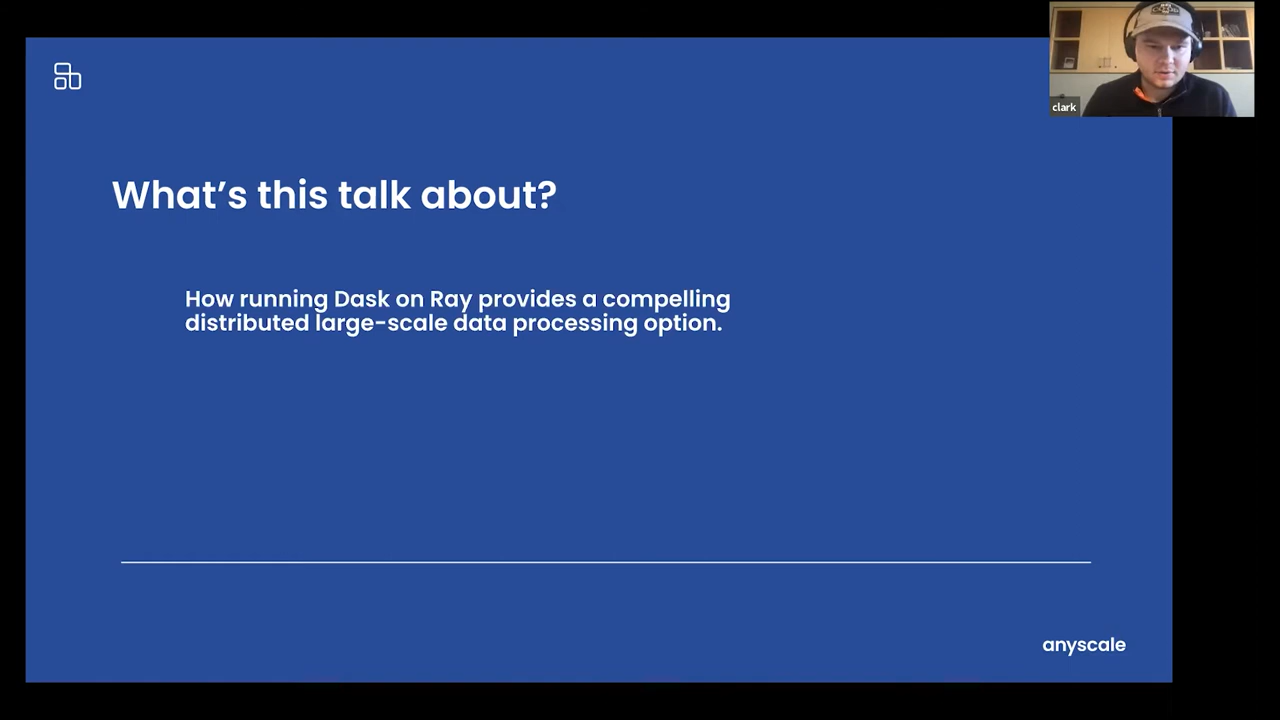 clark
What's this talk about?
How running Dask on Ray provides a compelling
distributed large-scale data processing option.
anyscale